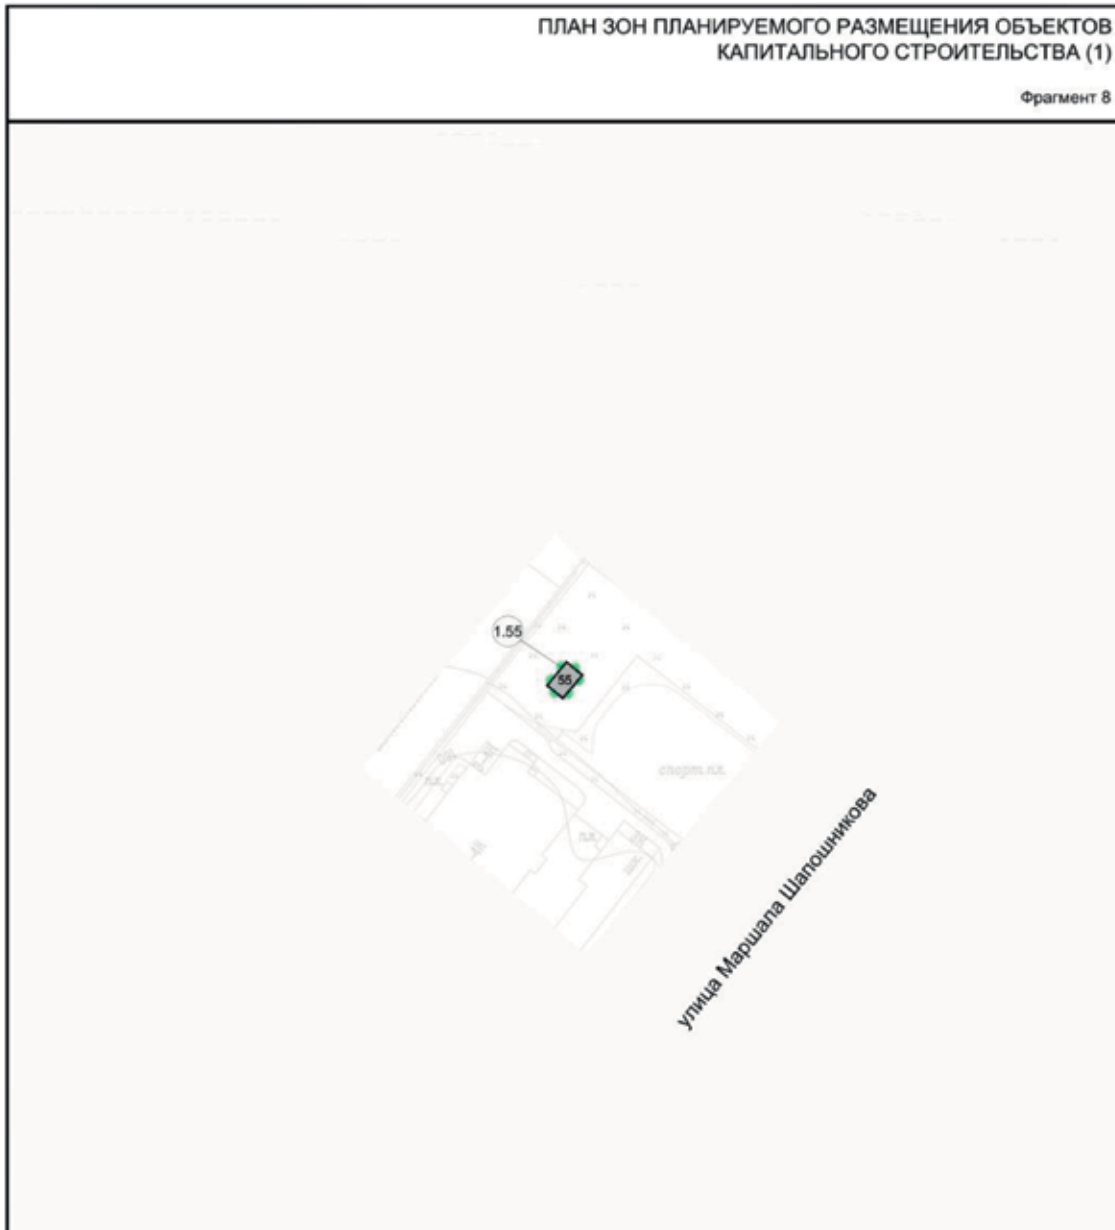 ПЛАН ЗОН ПЛАНИРУЕМОГО РАЗМЕЩЕНИЯ ОБЪЕКТОВ
КАПИТАЛЬНОГО СТРОИТЕЛЬСТВА (1)
Фрагмент 8
1.55
55
спорт.пл.
улица Маршала Шапошникова